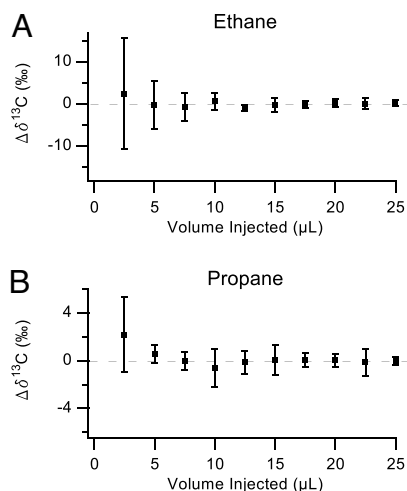 A
Ethane
Δδ¹³C (‰)
10
0
-10
0 5 10 15 20 25
Volume Injected (μL)
B
Propane
Δδ¹³C (‰)
4
0
-4
0 5 10 15 20 25
Volume Injected (μL)